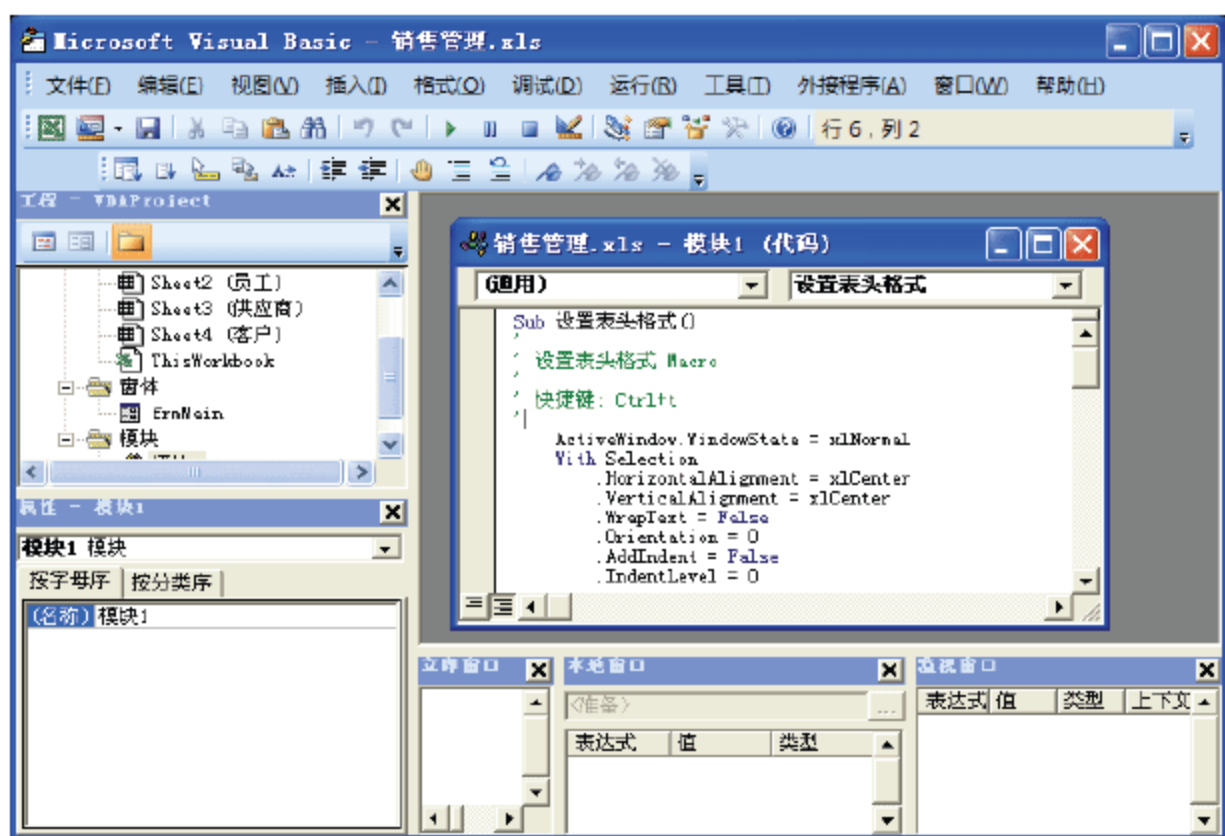 Microsoft Visual Basic - 销售管理.xls
文件(F) 编辑(E) 视图(V) 插入(I) 格式(O) 调试(D) 运行(R) 工具(T) 外接程序(A) 窗口(W) 帮助(H)
行 6, 列 2
工程 - VBAProject
Sheet2 (员工)
Sheet3 (供应商)
Sheet4 (客户)
ThisWorkbook
窗体
模块
属性 - 模块1
模块1 模块
按字母序 按分类序
(名称) 模块1
销售管理.xls - 模块1 (代码)
(通用) 设置表头格式
Sub 设置表头格式()
'
' 设置表头格式 Macro
'
' 快捷键: Ctrl+t
'
ActiveWindow.WindowState = xlNormal
With Selection
.HorizontalAlignment = xlCenter
.VerticalAlignment = xlCenter
.WrapText = False
.Orientation = 0
.AddIndent = False
.IndentLevel = 0
立即窗口
本地窗口
<准备>
...
表达式 值 类型
监视窗口
表达式 值 类型 上下文